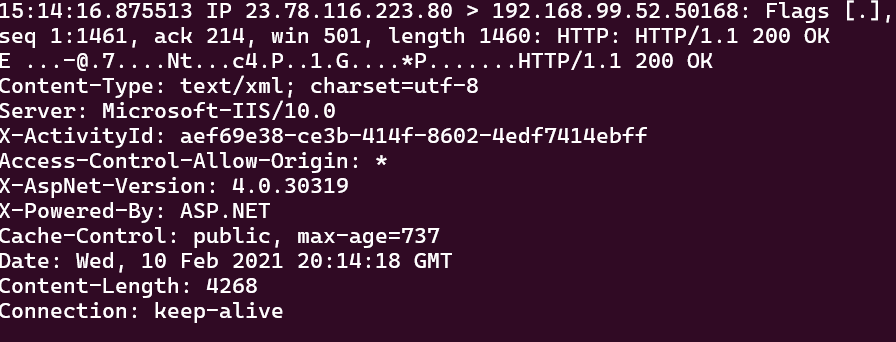 15:14:16.875513 IP 23.78.116.223.80 > 192.168.99.52.50168: Flags [.],
seq 1:1461, ack 214, win 501, length 1460: HTTP: HTTP/1.1 200 OK
E ...-@.7....Nt...c4.P..1.G....*P.......HTTP/1.1 200 OK
Content-Type: text/xml; charset=utf-8
Server: Microsoft-IIS/10.0
X-ActivityId: aef69e38-ce3b-414f-8602-4edf7414ebff
Access-Control-Allow-Origin: *
X-AspNet-Version: 4.0.30319
X-Powered-By: ASP.NET
Cache-Control: public, max-age=737
Date: Wed, 10 Feb 2021 20:14:18 GMT
Content-Length: 4268
Connection: keep-alive